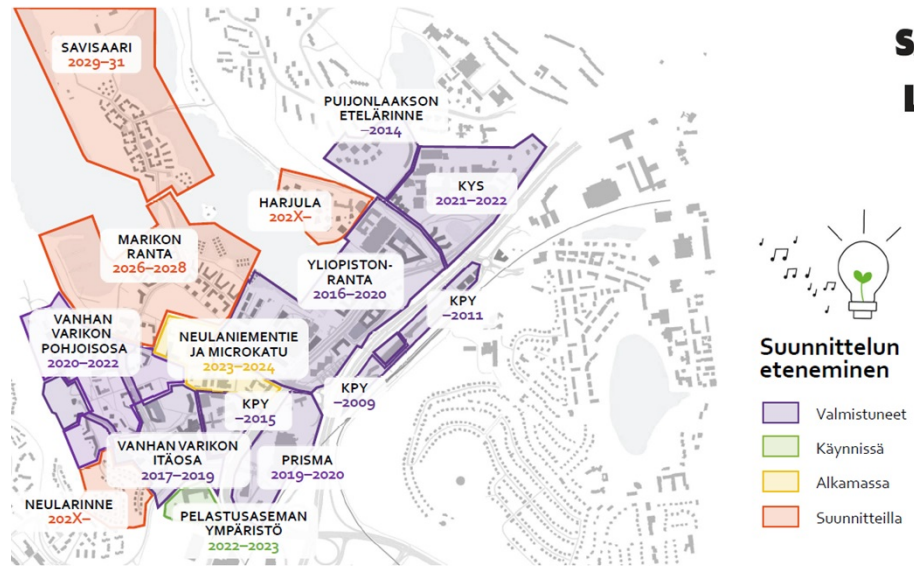 S
L
SAVISAARI
2029–31
PUIJONLAAKSON
ETELÄRINNE
–2014
KYS
2021–2022
HARJULA
202X–
MARIKON
RANTA
2026–2028
YLIOPISTON-
RANTA
2016–2020
KPY
–2011
VANHAN
VARIKON
POHJOISOSA
2020–2022
NEULANIEMENTIE
JA MICROKATU
2023–2024
KPY
–2009
KPY
–2015
VANHAN VARIKON
ITÄOSA
2017–2019
PRISMA
2019–2020
NEULARINNE
202X–
PELASTUSASEMAN
YMPÄRISTÖ
2022–2023
Suunnittelun
eteneminen
Valmistuneet
Käynnissä
Alkamassa
Suunnitteilla